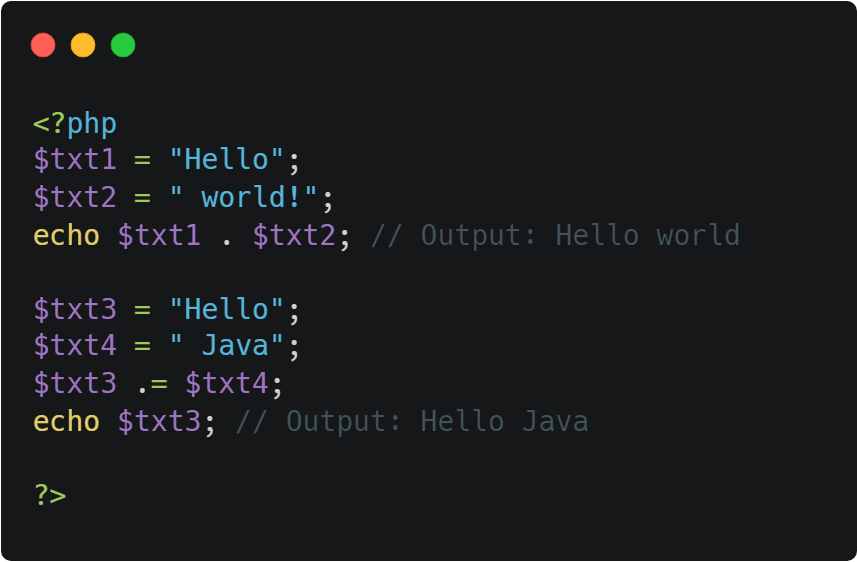 <?php
$txt1 = "Hello";
$txt2 = " world!";
echo $txt1 . $txt2; // Output: Hello world
$txt3 = "Hello";
$txt4 = " Java";
$txt3 .= $txt4;
echo $txt3; // Output: Hello Java
?>